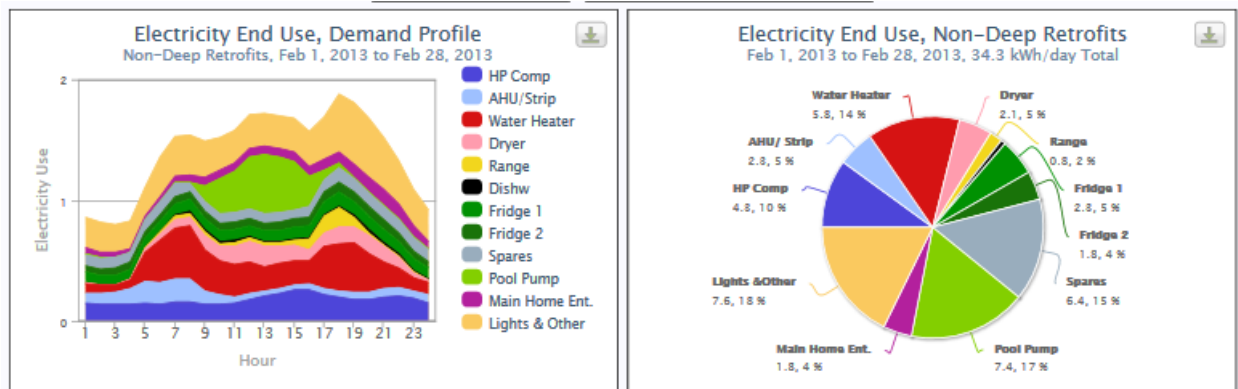 Electricity End Use, Demand Profile
Non-Deep Retrofits, Feb 1, 2013 to Feb 28, 2013
2
1
0
Electricity Use
1 3 5 7 9 11 13 15 17 19 21 23
Hour
HP Comp
AHU/Strip
Water Heater
Dryer
Range
Dishw
Fridge 1
Fridge 2
Spares
Pool Pump
Main Home Ent.
Lights & Other
Electricity End Use, Non-Deep Retrofits
Feb 1, 2013 to Feb 28, 2013, 34.3 kWh/day Total
Water Heater
5.8, 14 %
Dryer
2.1, 5 %
AHU/ Strip
2.8, 5 %
Range
0.8, 2 %
HP Comp
4.8, 10 %
Fridge 1
2.8, 5 %
Fridge 2
1.8, 4 %
Lights &Other
7.6, 18 %
Spares
6.4, 15 %
Main Home Ent.
1.8, 4 %
Pool Pump
7.4, 17 %